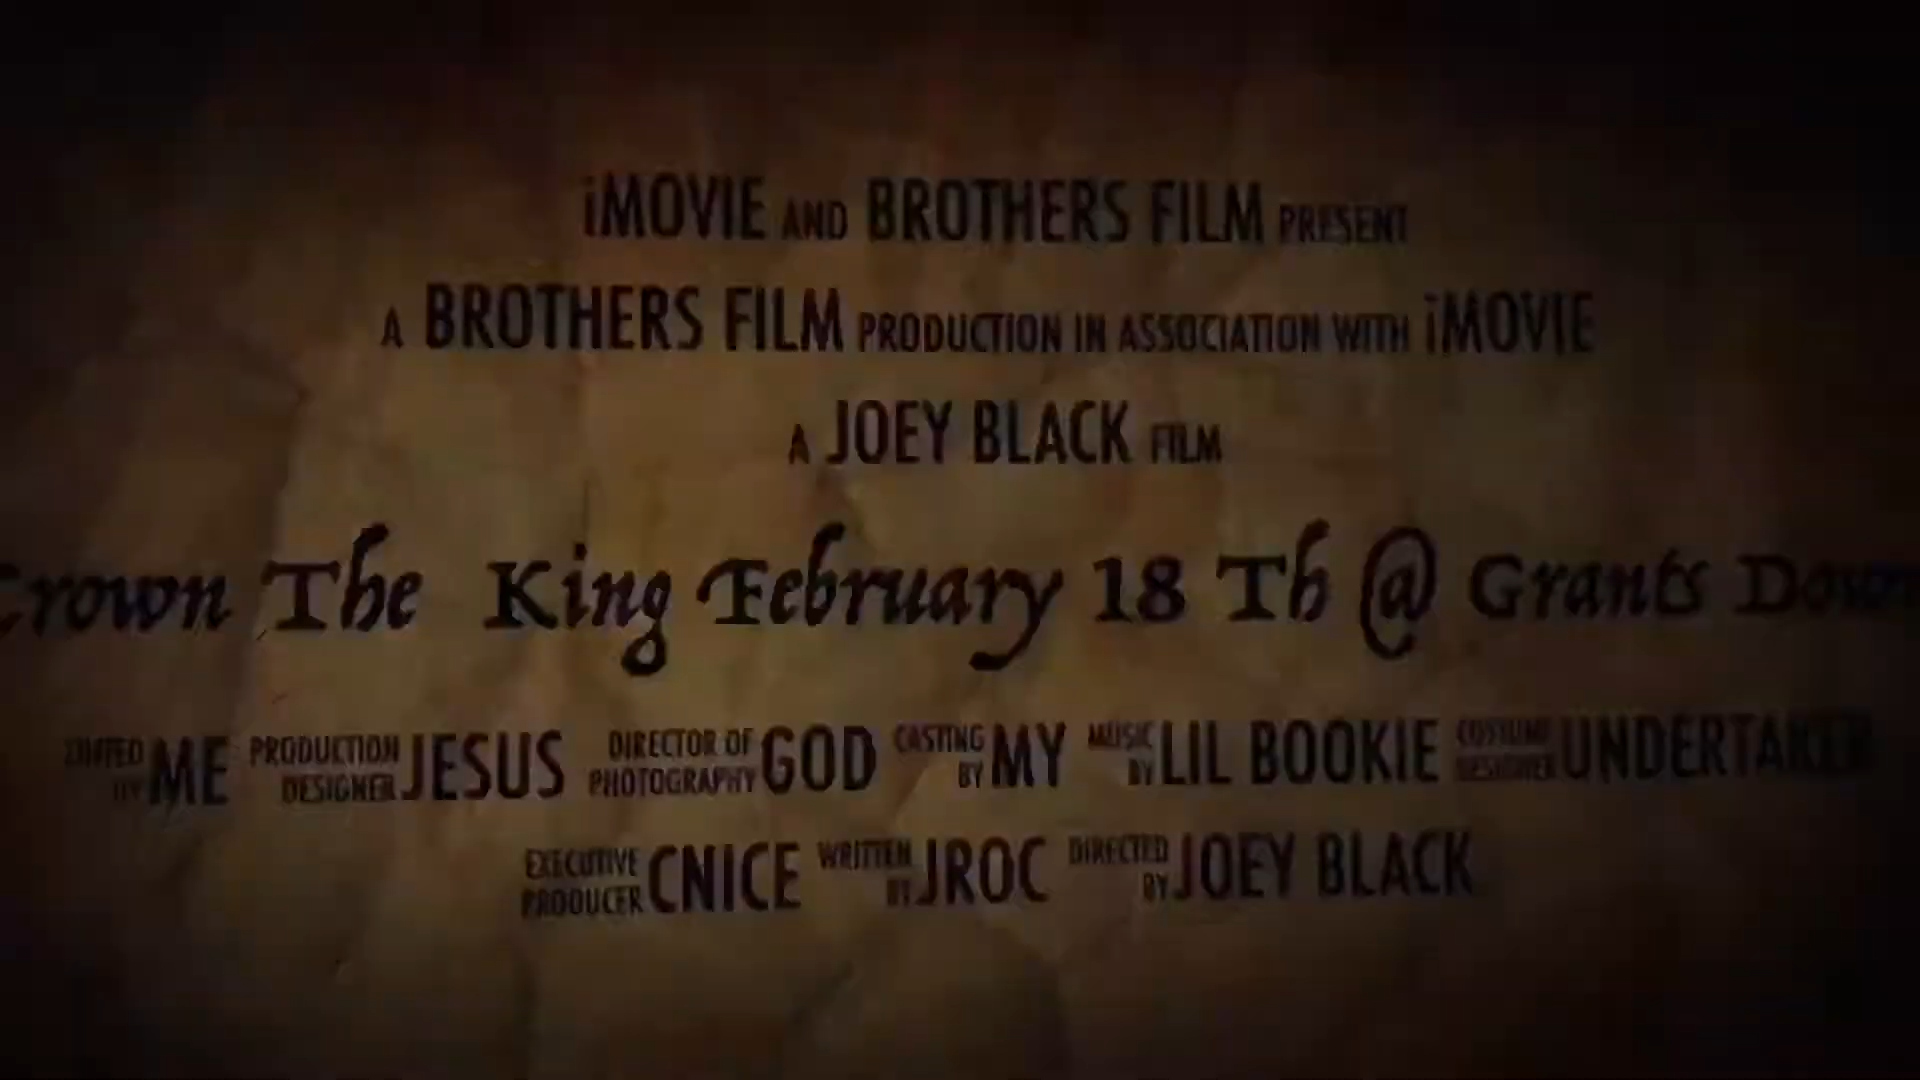 iMOVIE AND BROTHERS FILM PRESENT
A BROTHERS FILM PRODUCTION IN ASSOCIATION WITH iMOVIE
A JOEY BLACK FILM
Crown The King February 18 Th @ Grants Down
EDITED BY ME PRODUCTION DESIGNER JESUS DIRECTOR OF PHOTOGRAPHY GOD CASTING BY MY MUSIC BY LIL BOOKIE COSTUME DESIGNER UNDERTAKER
EXECUTIVE PRODUCER CNICE WRITTEN BY JROC DIRECTED BY JOEY BLACK